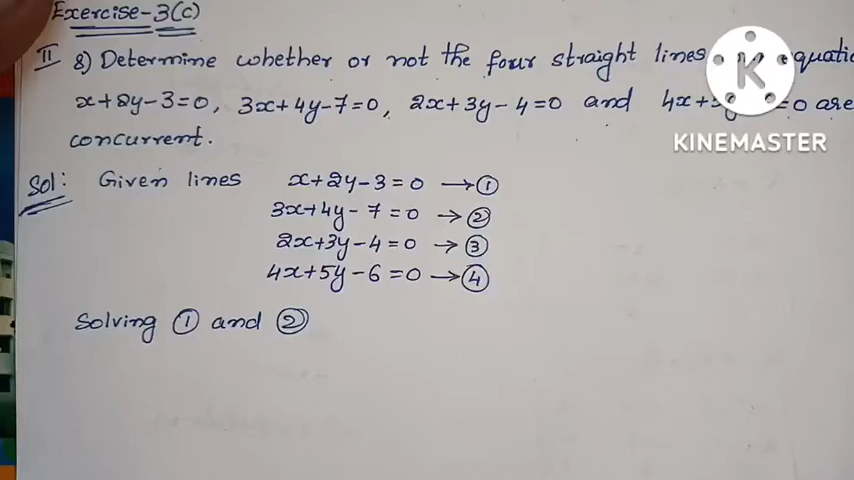 Exercise-3(c)
II 8) Determine whether or not the four straight lines equatio
x+2y-3=0, 3x+4y-7=0, 2x+3y-4=0 and 4x+5y =0 are
concurrent.
K
KINEMASTER
Sol: Given lines x+2y-3=0 → ①
3x+4y-7=0 → ②
2x+3y-4=0 → ③
4x+5y-6=0 → ④
Solving ① and ②